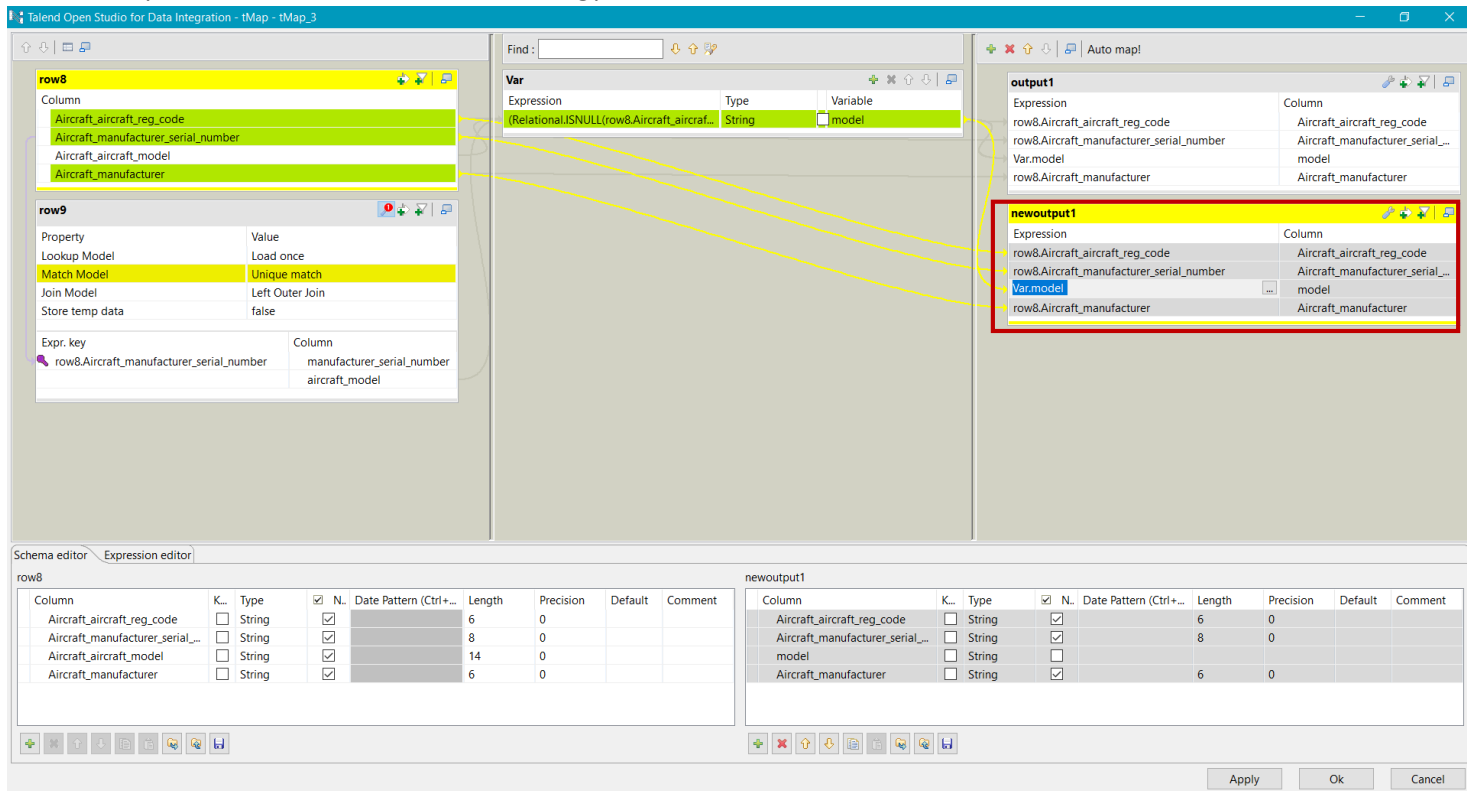 Talend Open Studio for Data Integration - tMap - tMap_3
Find :
Auto map!
row8
Column
Aircraft_aircraft_reg_code
Aircraft_manufacturer_serial_number
Aircraft_aircraft_model
Aircraft_manufacturer
row9
Property Value
Lookup Model Load once
Match Model Unique match
Join Model Left Outer Join
Store temp data false
Expr. key Column
row8.Aircraft_manufacturer_serial_number manufacturer_serial_number
aircraft_model
Var
Expression Type Variable
(Relational.ISNULL(row8.Aircraft_aircraf... String model
output1
Expression Column
row8.Aircraft_aircraft_reg_code Aircraft_aircraft_reg_code
row8.Aircraft_manufacturer_serial_number Aircraft_manufacturer_serial_...
Var.model model
row8.Aircraft_manufacturer Aircraft_manufacturer
newoutput1
Expression Column
row8.Aircraft_aircraft_reg_code Aircraft_aircraft_reg_code
row8.Aircraft_manufacturer_serial_number Aircraft_manufacturer_serial_...
Var.model ... model
row8.Aircraft_manufacturer Aircraft_manufacturer
Schema editor Expression editor
row8
Column K... Type N.. Date Pattern (Ctrl+... Length Precision Default Comment
Aircraft_aircraft_reg_code String 6 0
Aircraft_manufacturer_serial_... String 8 0
Aircraft_aircraft_model String 14 0
Aircraft_manufacturer String 6 0
newoutput1
Column K... Type N.. Date Pattern (Ctrl+... Length Precision Default Comment
Aircraft_aircraft_reg_code String 6 0
Aircraft_manufacturer_serial_... String 8 0
model String
Aircraft_manufacturer String 6 0
Apply Ok Cancel